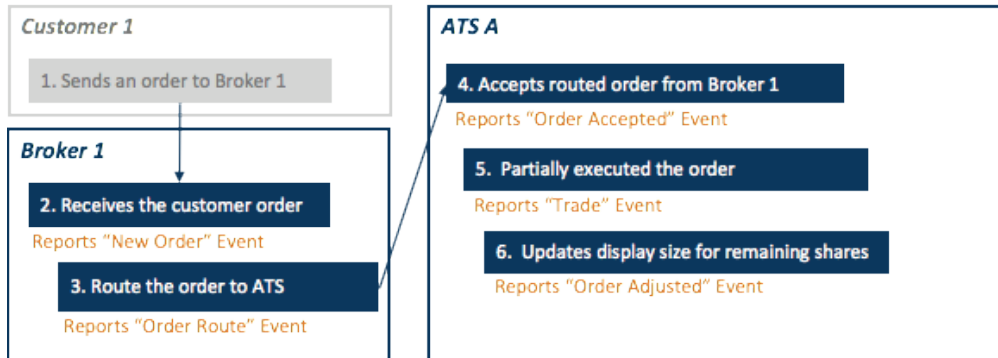 Customer 1
1. Sends an order to Broker 1
Broker 1
2. Receives the customer order
Reports “New Order” Event
3. Route the order to ATS
Reports “Order Route” Event
ATS A
4. Accepts routed order from Broker 1
Reports “Order Accepted” Event
5. Partially executed the order
Reports “Trade” Event
6. Updates display size for remaining shares
Reports “Order Adjusted” Event